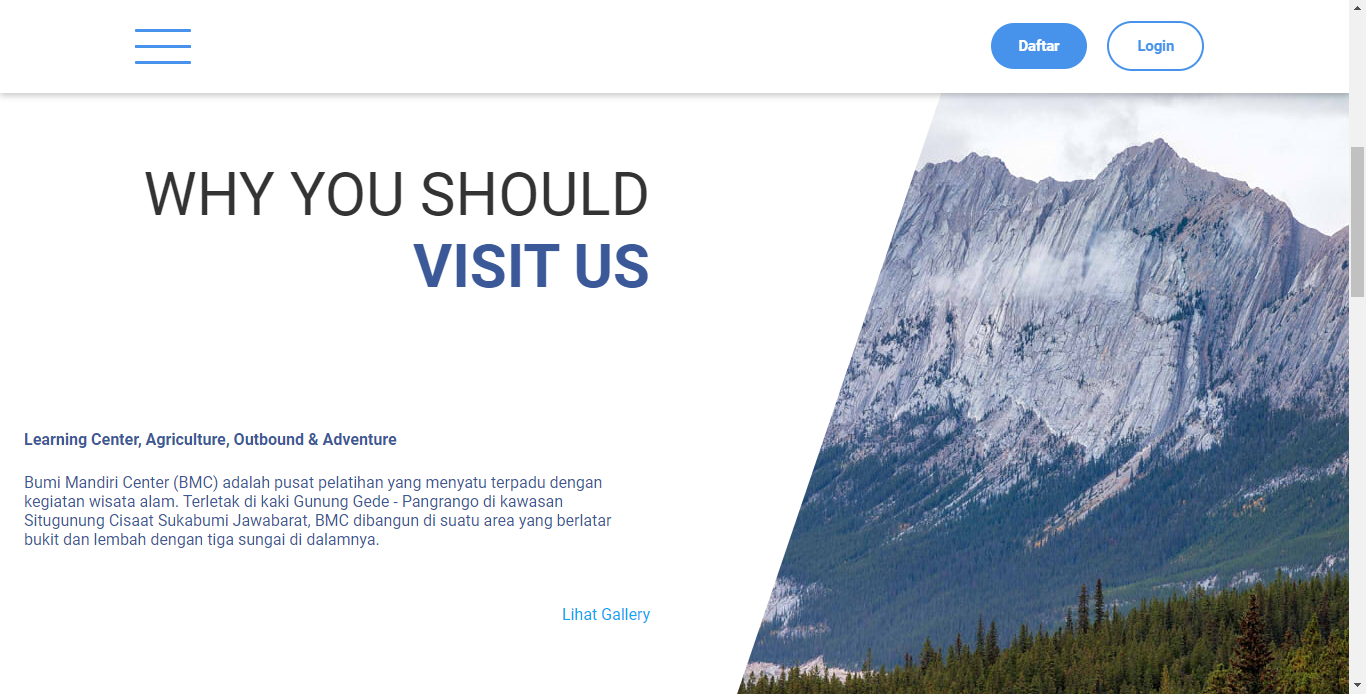 Daftar
Login
WHY YOU SHOULD
VISIT US
Learning Center, Agriculture, Outbound & Adventure
Bumi Mandiri Center (BMC) adalah pusat pelatihan yang menyatu terpadu dengan
kegiatan wisata alam. Terletak di kaki Gunung Gede - Pangrango di kawasan
Situgunung Cisaat Sukabumi Jawabarat, BMC dibangun di suatu area yang berlatar
bukit dan lembah dengan tiga sungai di dalamnya.
Lihat Gallery